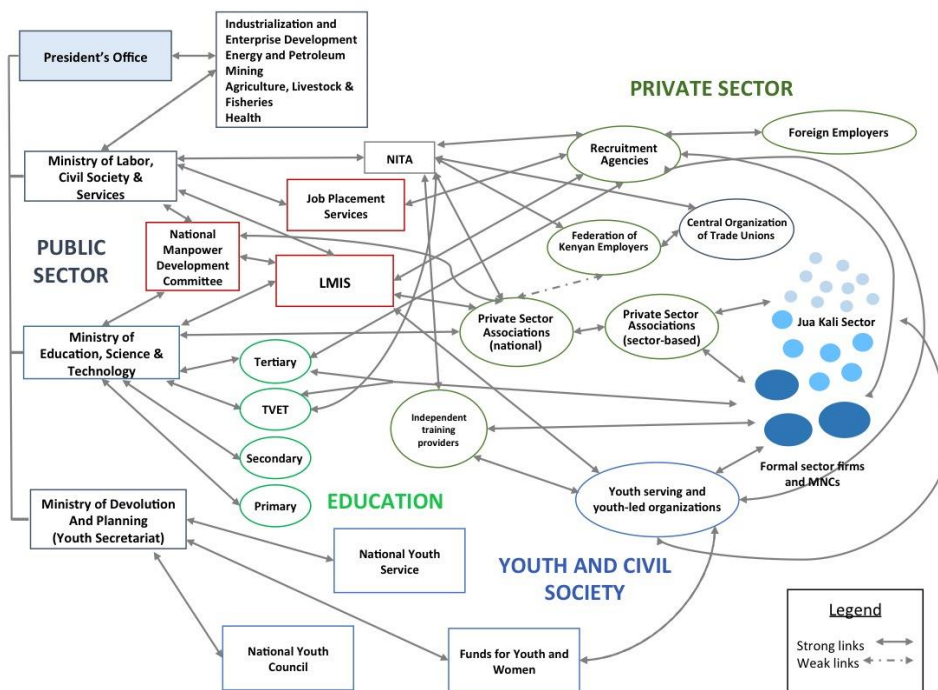 Industrialization and
Enterprise Development
Energy and Petroleum
Mining
Agriculture, Livestock &
Fisheries
Health
President's Office
PRIVATE SECTOR
Foreign Employers
Recruitment
Agencies
NITA
Ministry of Labor,
Civil Society &
Services
Job Placement
Services
National
Manpower
Development
Committee
PUBLIC
SECTOR
LMIS
Federation of
Kenyan Employers
Central Organization
of Trade Unions
Private Sector
Associations
(national)
Private Sector
Associations
(sector-based)
Jua Kali Sector
Ministry of
Education, Science &
Technology
Tertiary
TVET
Secondary
Primary
EDUCATION
Independent
training
providers
Formal sector firms
and MNCs
Youth serving and
youth-led organizations
Ministry of Devolution
And Planning
(Youth Secretariat)
National Youth
Service
YOUTH AND CIVIL
SOCIETY
National Youth
Council
Funds for Youth and
Women
Legend
Strong links
Weak links